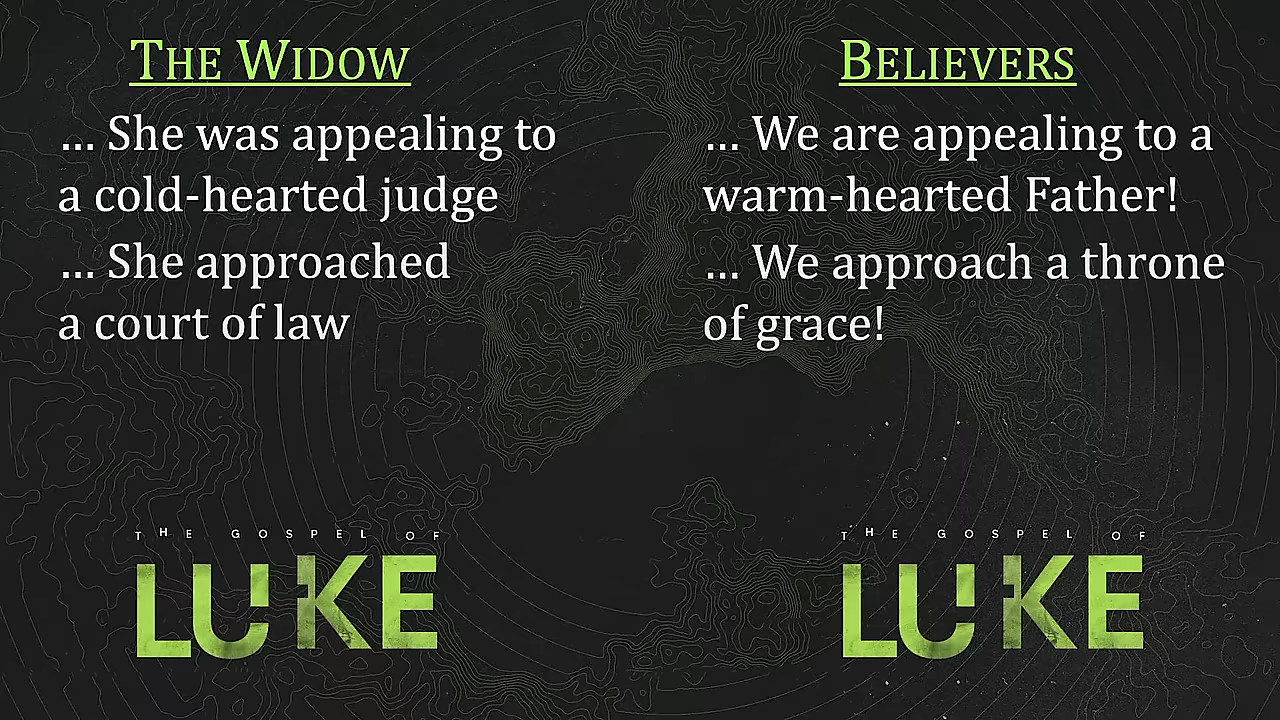 THE WIDOW
... She was appealing to
a cold-hearted judge
... She approached
a court of law
THE GOSPEL OF
LUKE
BELIEVERS
... We are appealing to a
warm-hearted Father!
... We approach a throne
of grace!
THE GOSPEL OF
LUKE